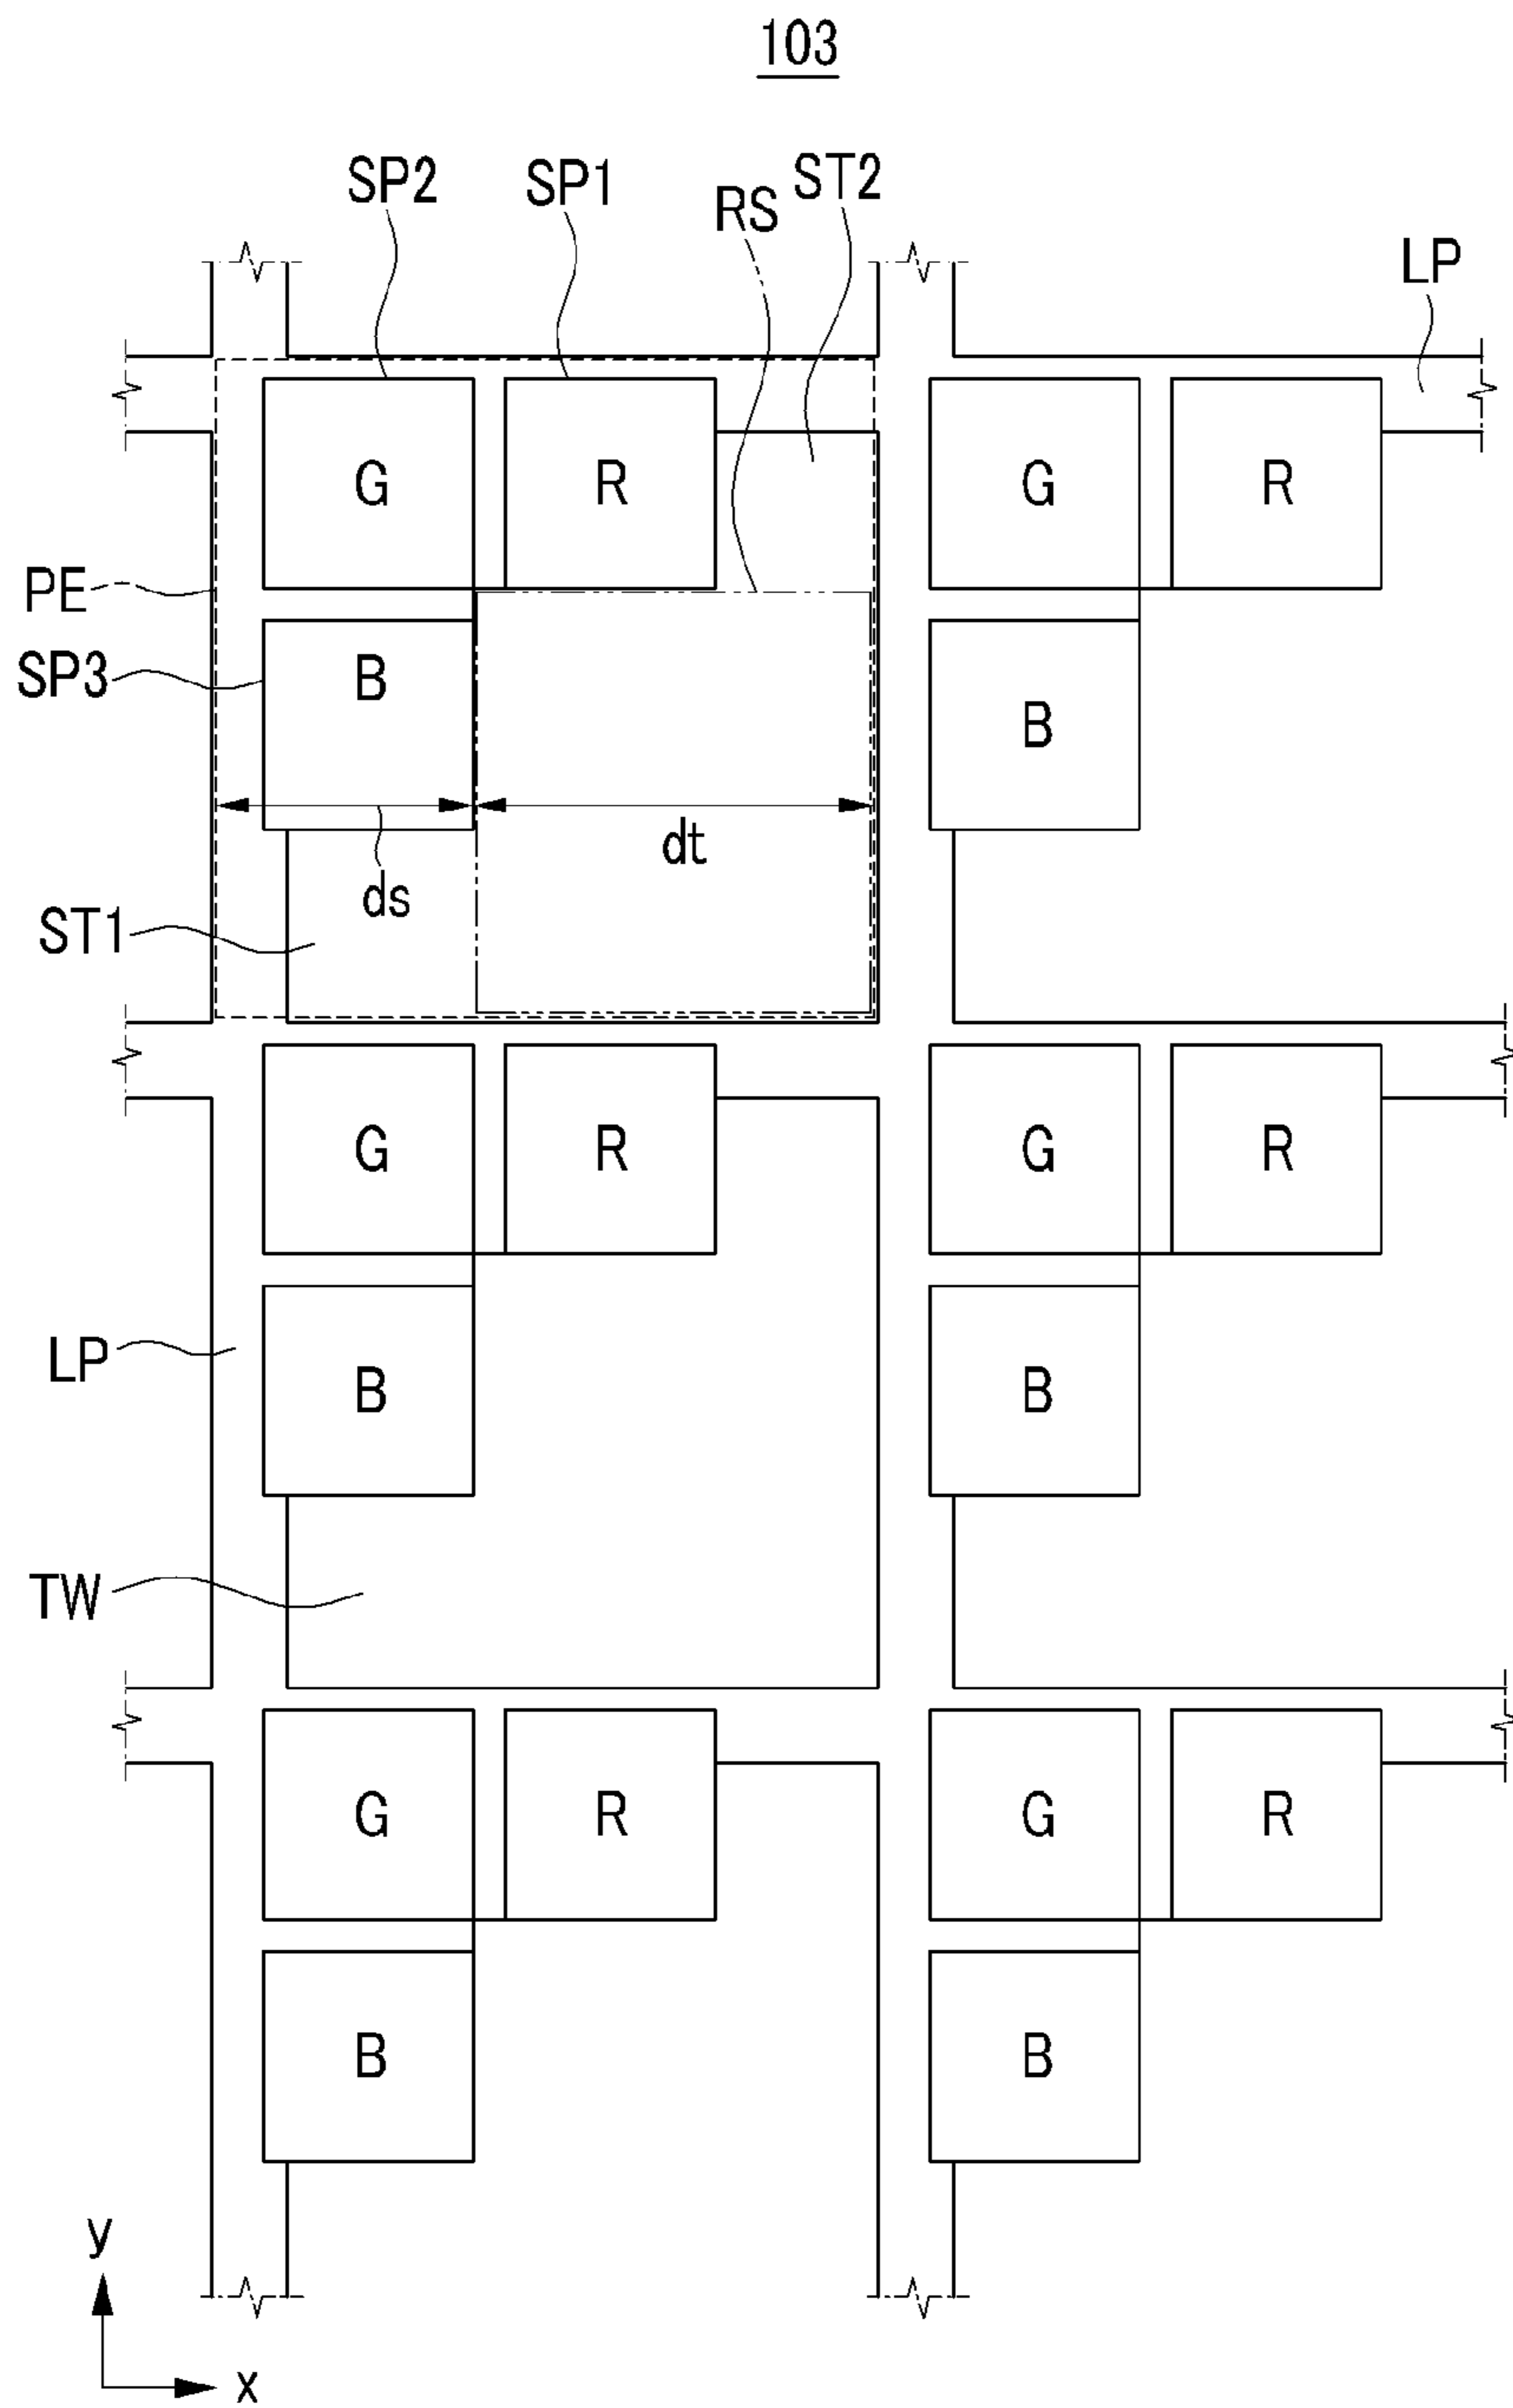 103
SP2 SP1 RS ST2
LP
G R G R
PE
SP3 B B
dt
ds
ST1
G R G R
LP B B
TW
G R G R
B B
y
x